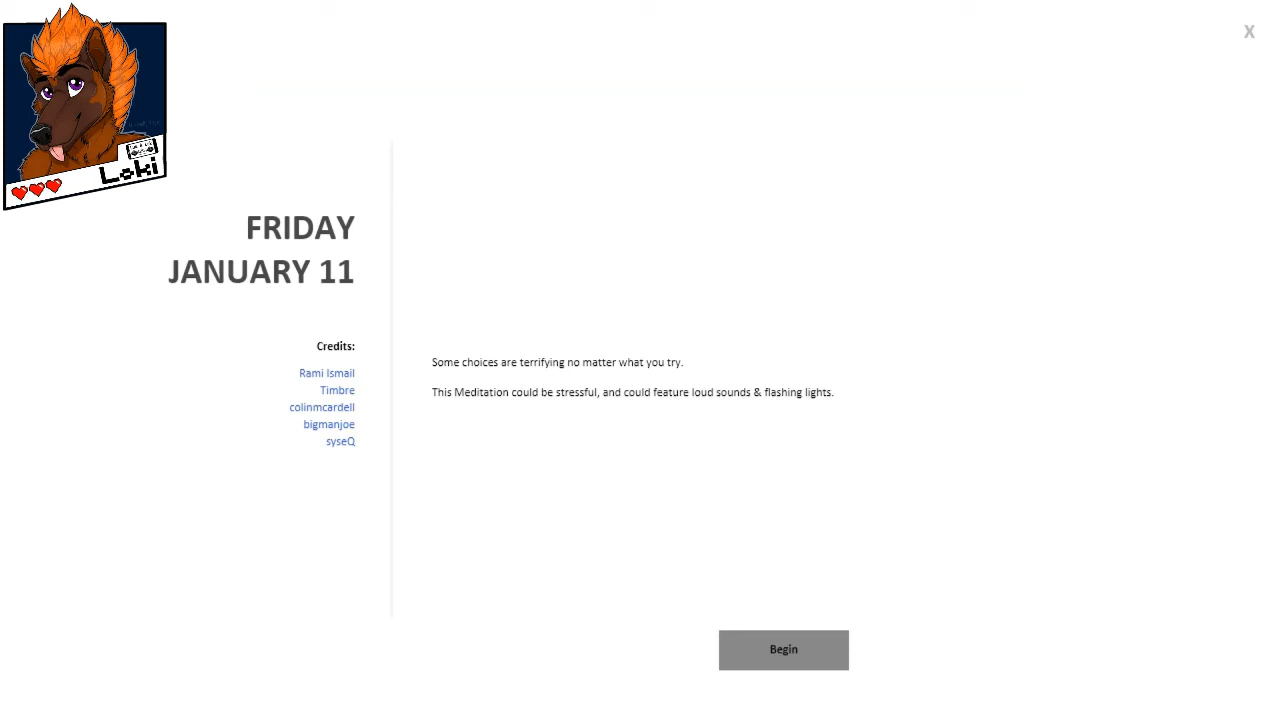 Loki
X
FRIDAY
JANUARY 11
Credits:
Rami Ismail
Timbre
colinmcardell
bigmanjoe
syseQ
Some choices are terrifying no matter what you try.
This Meditation could be stressful, and could feature loud sounds & flashing lights.
Begin